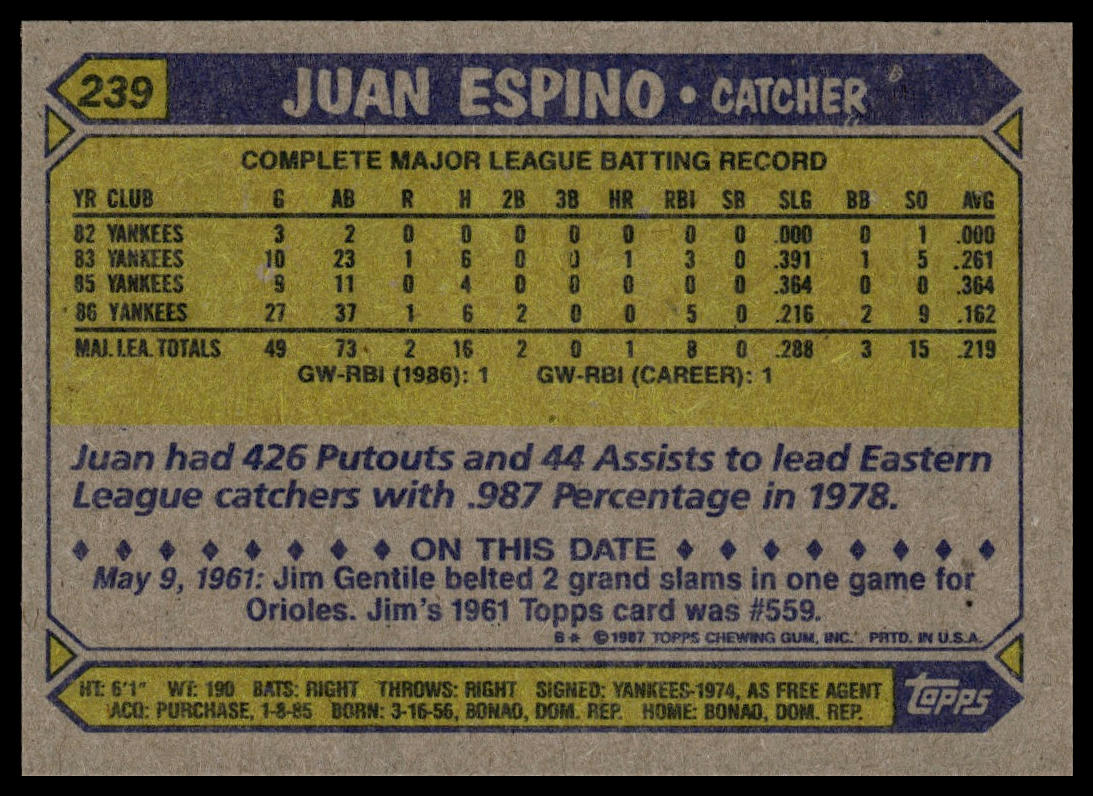 239 JUAN ESPINO • CATCHER
COMPLETE MAJOR LEAGUE BATTING RECORD
YR CLUB G AB R H 2B 3B HR RBI SB SLG BB SO AVG
82 YANKEES 3 2 0 0 0 0 0 0 0 .000 0 1 .000
83 YANKEES 10 23 1 6 0 0 1 3 0 .391 1 5 .261
85 YANKEES 9 11 0 4 0 0 0 0 0 .364 0 0 .364
86 YANKEES 27 37 1 6 2 0 0 5 0 .216 2 9 .162
MAJ. LEA. TOTALS 49 73 2 16 2 0 1 8 0 .288 3 15 .219
GW-RBI (1986): 1 GW-RBI (CAREER): 1
Juan had 426 Putouts and 44 Assists to lead Eastern
League catchers with .987 Percentage in 1978.
♦ ♦ ♦ ♦ ♦ ♦ ♦ ♦ ON THIS DATE ♦ ♦ ♦ ♦ ♦ ♦ ♦ ♦
May 9, 1961: Jim Gentile belted 2 grand slams in one game for
Orioles. Jim's 1961 Topps card was #559.
6* ©1987 TOPPS CHEWING GUM, INC. PRTD. IN U.S.A.
HT: 6'1" WT: 190 BATS: RIGHT THROWS: RIGHT SIGNED: YANKEES-1974, AS FREE AGENT
ACQ: PURCHASE, 1-8-85 BORN: 3-16-56, BONAO, DOM. REP. HOME: BONAO, DOM. REP.
topps